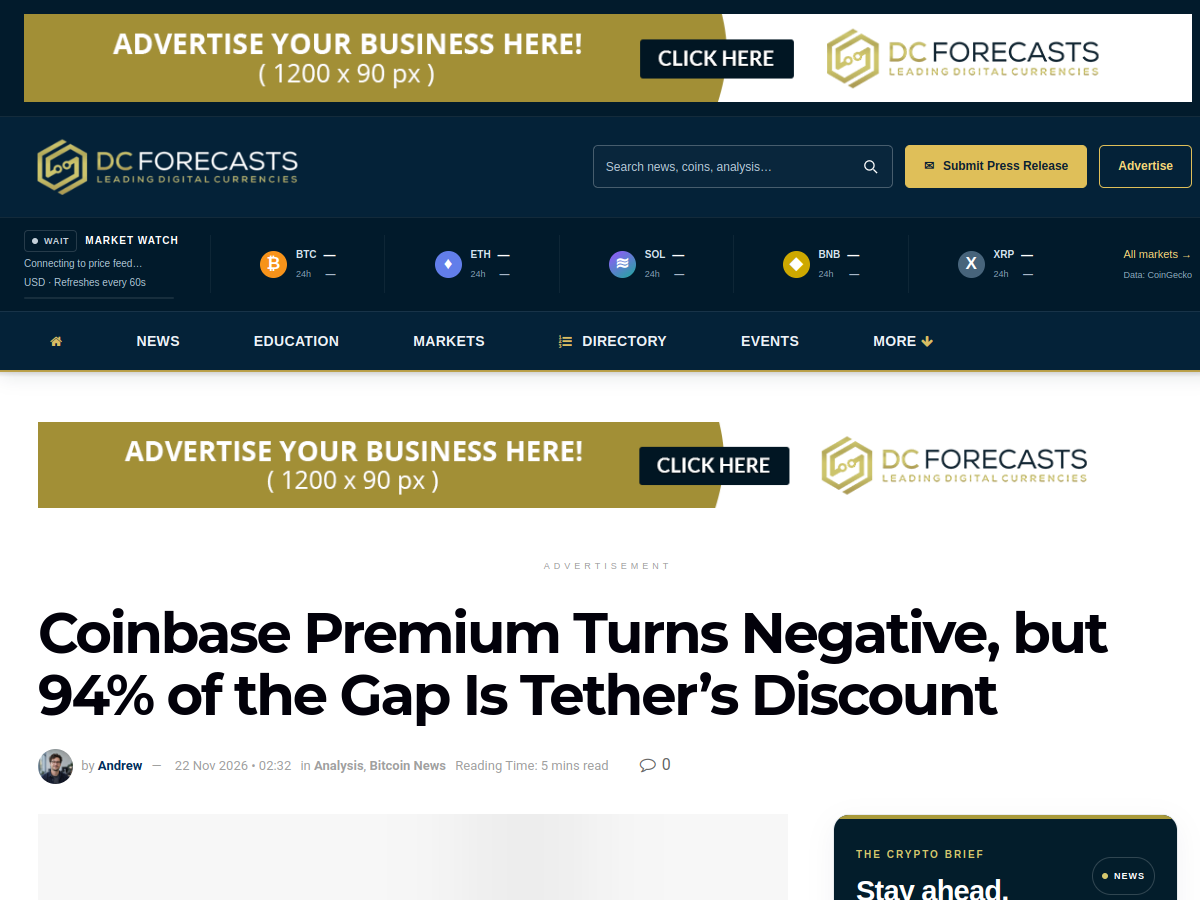 ADVERTISE YOUR BUSINESS HERE!
( 1200 x 90 px )
CLICK HERE
DC FORECASTS
LEADING DIGITAL CURRENCIES
DC FORECASTS
LEADING DIGITAL CURRENCIES
Search news, coins, analysis…
✉ Submit Press Release
Advertise
WAIT MARKET WATCH
Connecting to price feed…
USD · Refreshes every 60s
BTC —
24h —
ETH —
24h —
SOL —
24h —
BNB —
24h —
X
XRP —
24h —
All markets →
Data: CoinGecko
NEWS
EDUCATION
MARKETS
DIRECTORY
EVENTS
MORE
ADVERTISE YOUR BUSINESS HERE!
( 1200 x 90 px )
CLICK HERE
DC FORECASTS
LEADING DIGITAL CURRENCIES
ADVERTISEMENT
Coinbase Premium Turns Negative, but
94% of the Gap Is Tether’s Discount
by Andrew — 22 Nov 2026 • 02:32 in Analysis, Bitcoin News Reading Time: 5 mins read 0
THE CRYPTO BRIEF
NEWS
Stay ahead.